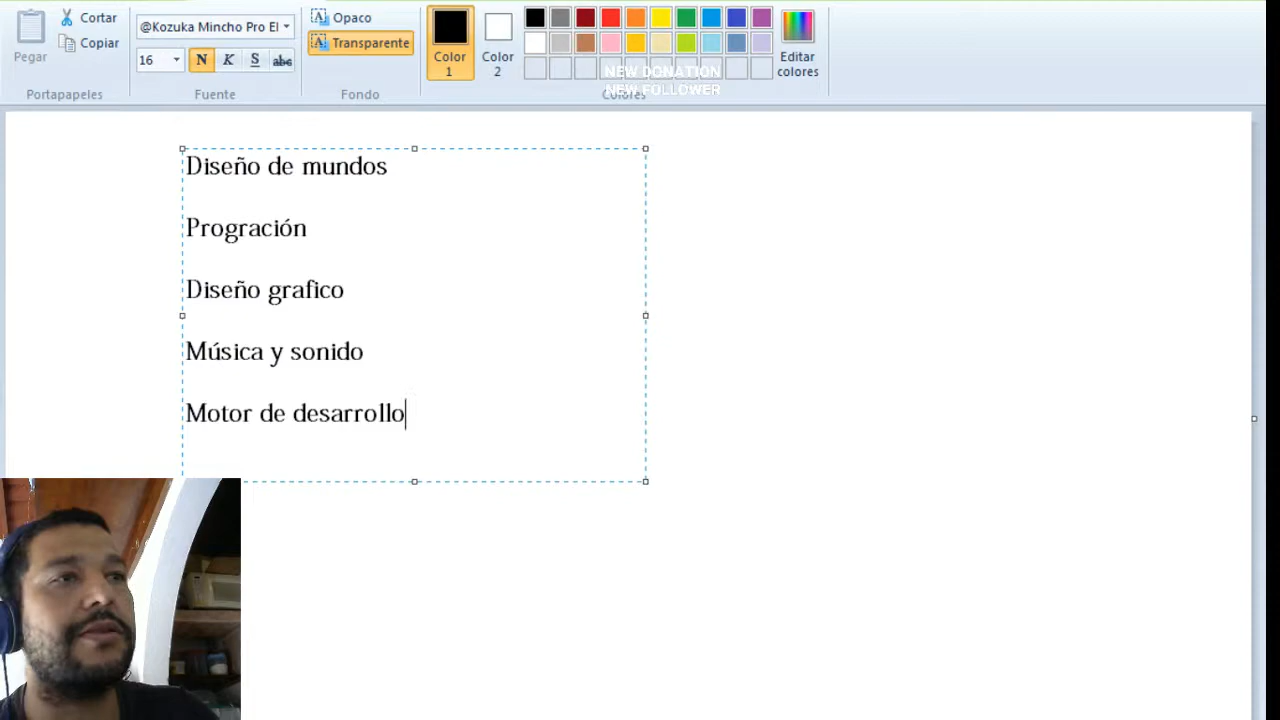 Cortar
@Kozuka Mincho Pro El
Opaco
Pegar
Copiar
16
N
K
S
abc
Transparente
Color
1
Color
2
Editar
colores
NEW DONATION
NEW FOLLOWER
Portapapeles
Fuente
Fondo
Colores
Diseño de mundos
Progración
Diseño grafico
Música y sonido
Motor de desarrollo